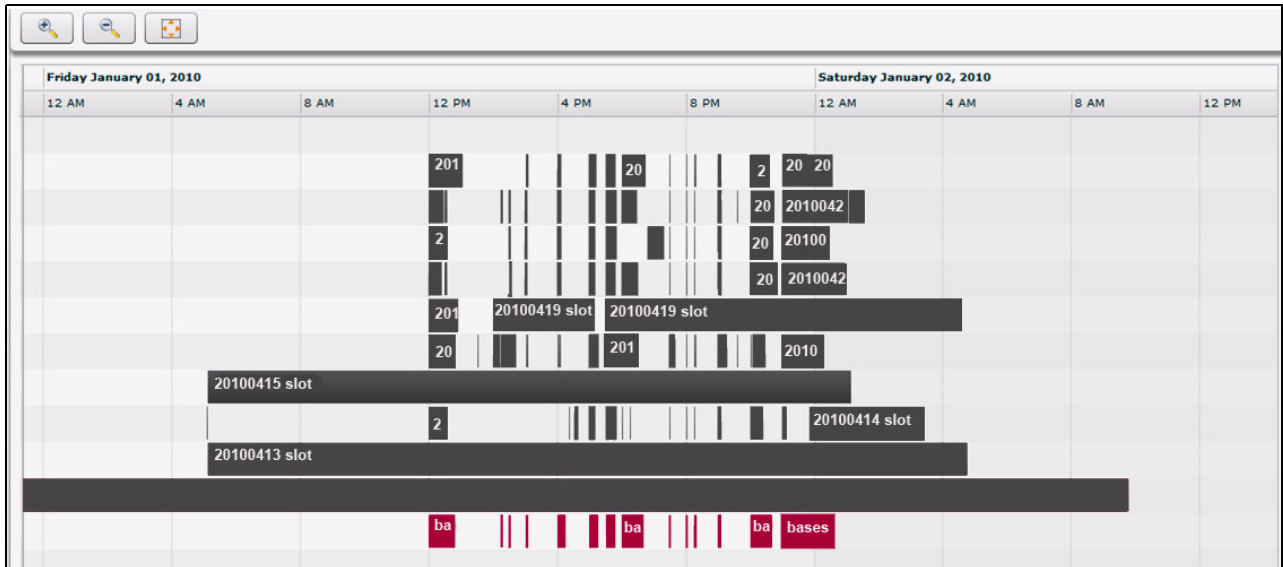 Friday January 01, 2010 Saturday January 02, 2010
12 AM 4 AM 8 AM 12 PM 4 PM 8 PM 12 AM 4 AM 8 AM 12 PM
201 20 2 20 20
20 2010042
2 20 20100
20 2010042
201 20100419 slot 20100419 slot
20 201 2010
20100415 slot
2 20100414 slot
20100413 slot
ba ba ba bases